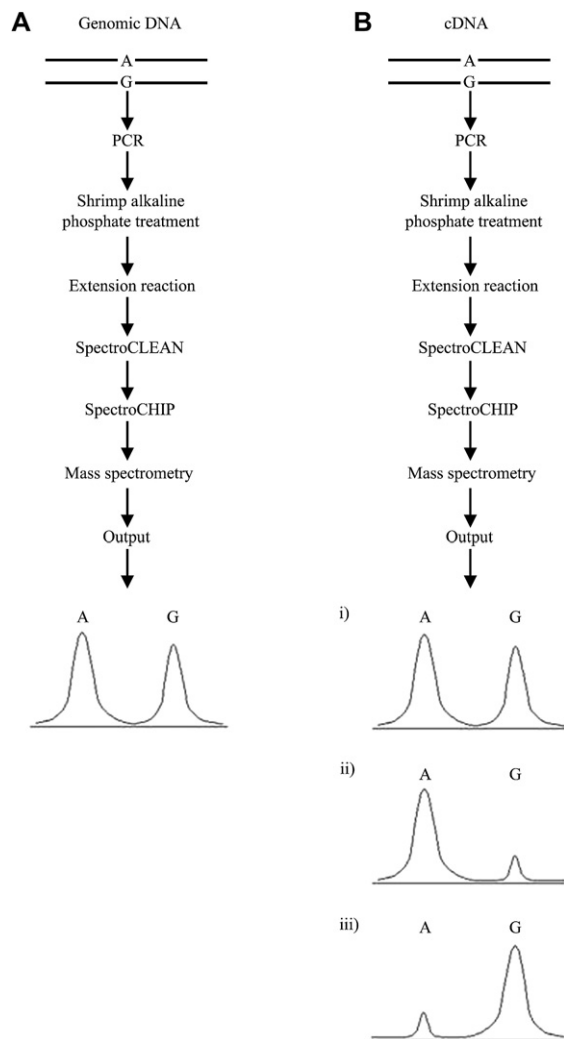 A
Genomic DNA
A
G
PCR
Shrimp alkaline
phosphate treatment
Extension reaction
SpectroCLEAN
SpectroCHIP
Mass spectrometry
Output
A G
B
cDNA
A
G
PCR
Shrimp alkaline
phosphate treatment
Extension reaction
SpectroCLEAN
SpectroCHIP
Mass spectrometry
Output
i)
A G
ii)
A G
iii)
A G